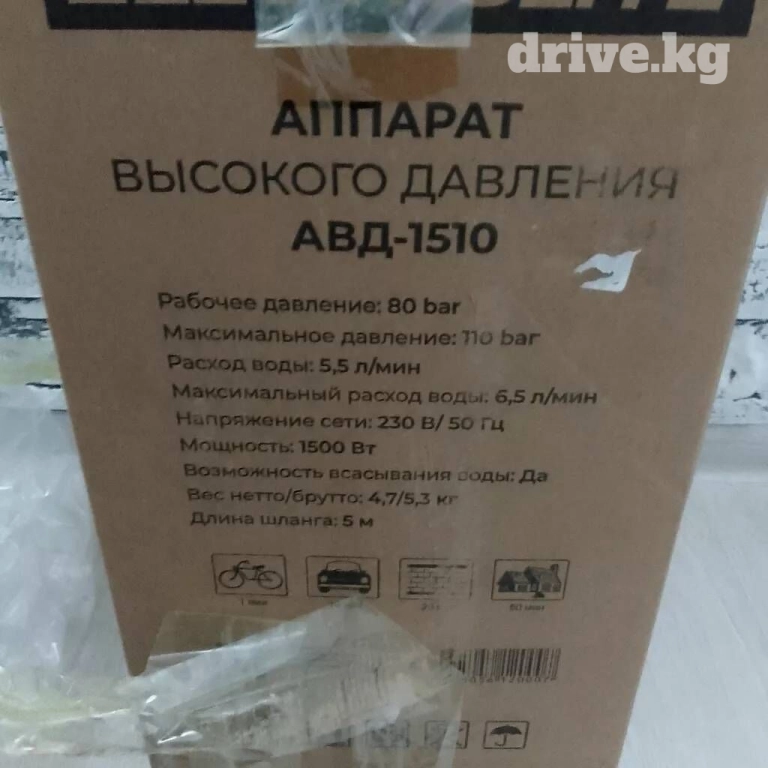 drive.kg
АППАРАТ
ВЫСОКОГО ДАВЛЕНИЯ
АВД-1510
Рабочее давление: 80 bar
Максимальное давление: 110 bar
Расход воды: 5,5 л/мин
Максимальный расход воды: 6,5 л/мин
Напряжение сети: 230 В/ 50 Гц
Мощность: 1500 Вт
Возможность всасывания воды: Да
Вес нетто/брутто: 4,7/5,3 кг
Длина шланга: 5 м